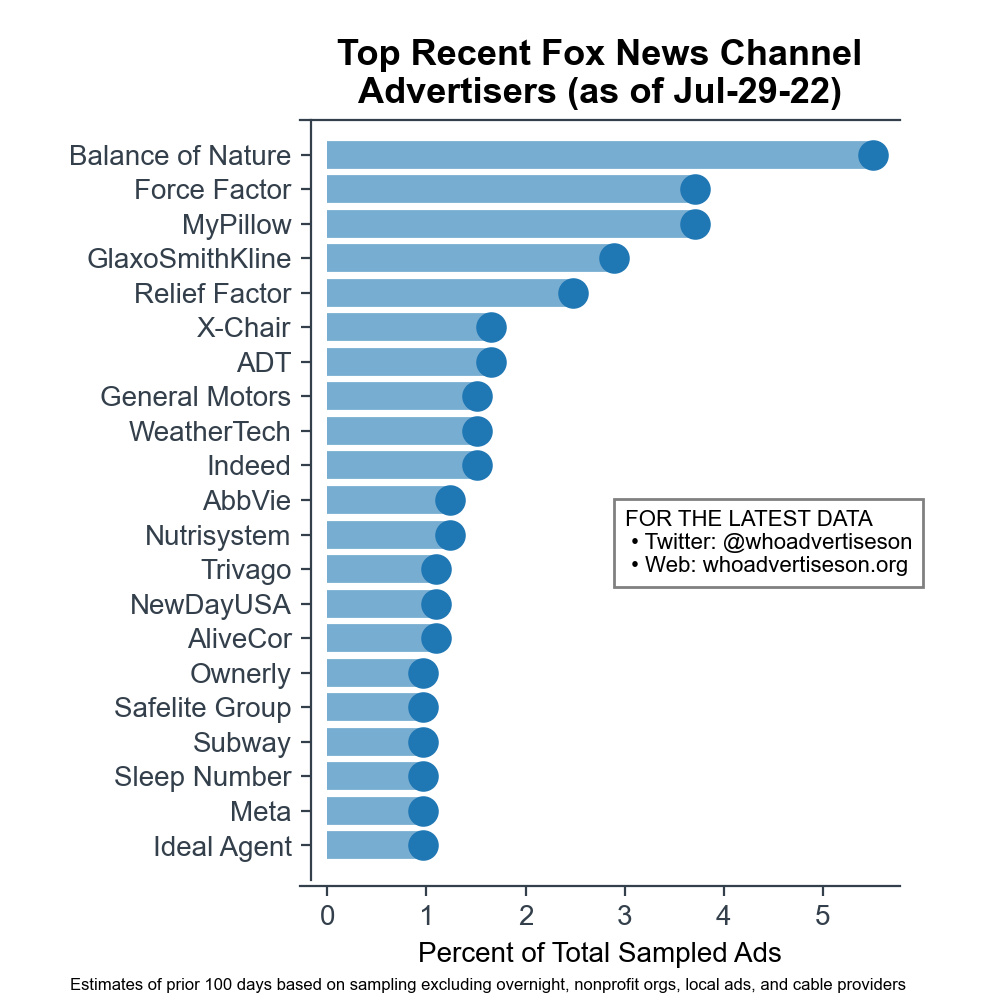 Top Recent Fox News Channel
Advertisers (as of Jul-29-22)
Balance of Nature
Force Factor
MyPillow
GlaxoSmithKline
Relief Factor
X-Chair
ADT
General Motors
WeatherTech
Indeed
AbbVie
Nutrisystem
Trivago
NewDayUSA
AliveCor
Ownerly
Safelite Group
Subway
Sleep Number
Meta
Ideal Agent
FOR THE LATEST DATA
• Twitter: @whoadvertiseson
• Web: whoadvertiseson.org
0 1 2 3 4 5
Percent of Total Sampled Ads
Estimates of prior 100 days based on sampling excluding overnight, nonprofit orgs, local ads, and cable providers